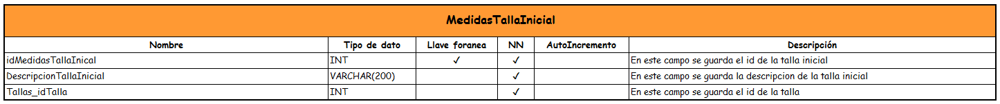 MedidasTallaInicial
Nombre Tipo de dato Llave foranea NN AutoIncremento Descripción
idMedidasTallaInical INT ✓ ✓ En este campo se guarda el id de la talla inicial
DescripcionTallaInicial VARCHAR(200) ✓ En este campo se guarda la descripcion de la talla inicial
Tallas_idTalla INT ✓ En este campo se guarda el id de la talla